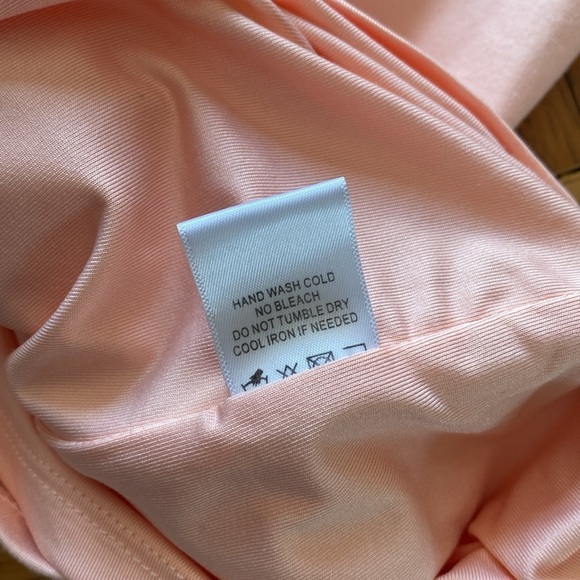 HAND WASH COLD
NO BLEACH
DO NOT TUMBLE DRY
COOL IRON IF NEEDED